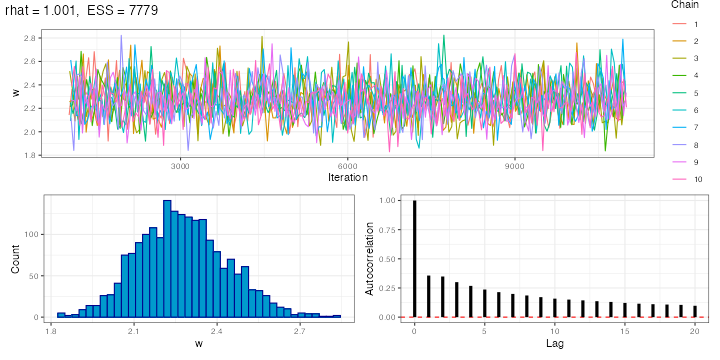 rhat = 1.001, ESS = 7779
Chain
1
2
3
4
5
6
7
8
9
10
w
2.8
2.6
2.4
2.2
2.0
1.8
3000 6000 9000
Iteration
Count
100
50
0
1.8 2.1 2.4 2.7
w
Autocorrelation
1.00
0.75
0.50
0.25
0.00
0 5 10 15 20
Lag